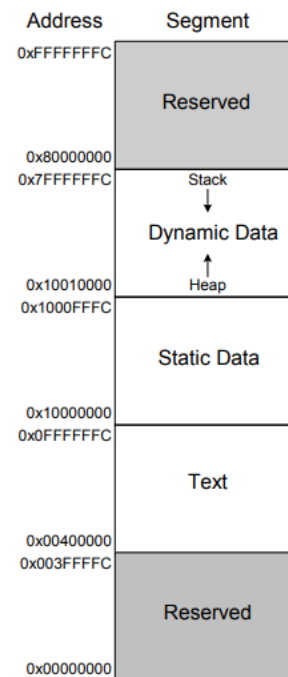 Address Segment
0xFFFFFFFC
Reserved
0x80000000
0x7FFFFFFC
Stack
Dynamic Data
0x10010000
Heap
0x1000FFFC
Static Data
0x10000000
0x0FFFFFFC
Text
0x00400000
0x003FFFFC
Reserved
0x00000000